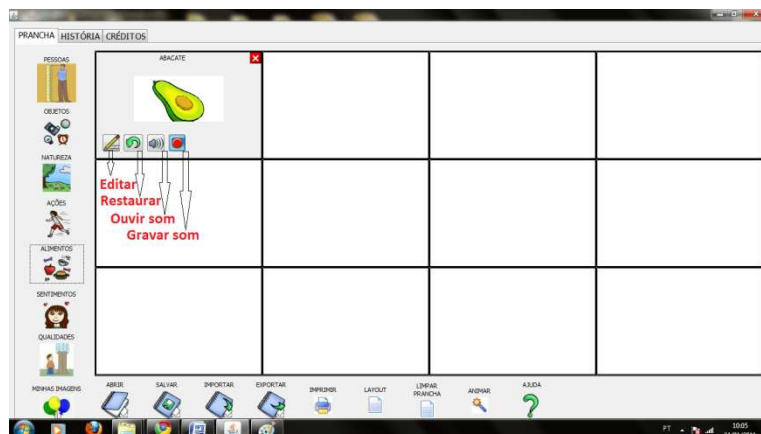 PRANCHA HISTÓRIA CRÉDITOS
PESSOAS
OBJETOS
NATUREZA
AÇÕES
ALIMENTOS
SENTIMENTOS
QUALIDADES
MINHAS IMAGENS
ABACATE
Editar
Restaurar
Ouvir som
Gravar som
ABRIR
SALVAR
IMPORTAR
EXPORTAR
IMPRIMIR
LAYOUT
LIMPAR
PRANCHA
ANIMAR
AJUDA
PT
10:05